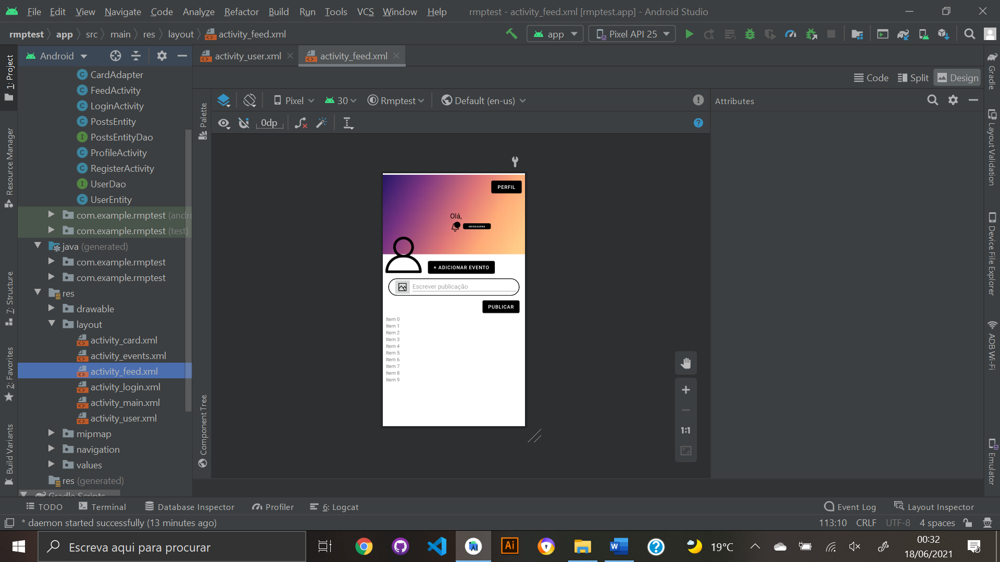 File Edit View Navigate Code Analyze Refactor Build Run Tools VCS Window Help rmptest - activity_feed.xml [rmptest.app] - Android Studio
rmptest app src main res layout activity_feed.xml app Pixel API 25
Android activity_user.xml activity_feed.xml
Code Split Design
Pixel 30 Rmptest Default (en-us) Attributes
0dp
1: Project
Resource Manager
7: Structure
2: Favorites
Build Variants
CardAdapter
FeedActivity
LoginActivity
PostsEntity
PostsEntityDao
ProfileActivity
RegisterActivity
UserDao
UserEntity
com.example.rmptest (andro
com.example.rmptest (test)
java (generated)
com.example.rmptest
com.example.rmptest
res
drawable
layout
activity_card.xml
activity_events.xml
activity_feed.xml
activity_login.xml
activity_main.xml
activity_user.xml
mipmap
navigation
values
res (generated)
Gradle Scripts
Palette
Component Tree
PERFIL
Olá,
MENSAGENS
+ ADICIONAR EVENTO
Escrever publicação
PUBLICAR
Item 0
Item 1
Item 2
Item 3
Item 4
Item 5
Item 6
Item 7
Item 8
Item 9
1:1
Gradle
Layout Validation
Device File Explorer
ADB Wi-Fi
Emulator
TODO Terminal Database Inspector Profiler 6: Logcat Event Log Layout Inspector
* daemon started successfully (13 minutes ago) 113:10 CRLF UTF-8 4 spaces
Escreva aqui para procurar
Ai
W
19°C
00:32
18/06/2021